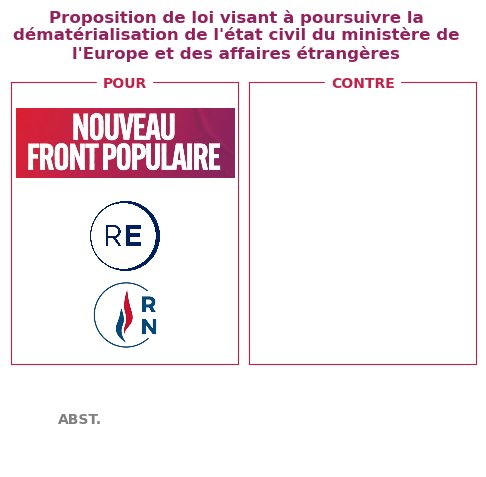 Proposition de loi visant à poursuivre la
dématérialisation de l'état civil du ministère de
l'Europe et des affaires étrangères
POUR
CONTRE
NOUVEAU
FRONT POPULAIRE
RE
R
N
ABST.